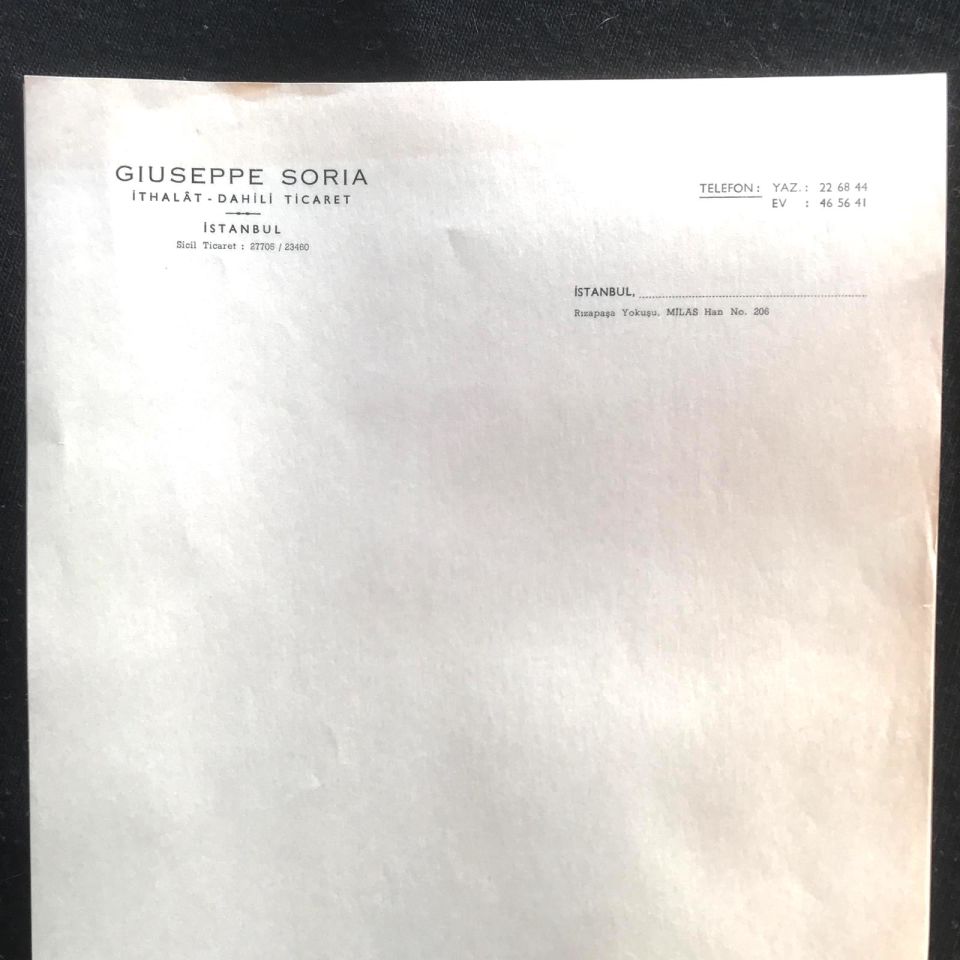 GIUSEPPE SORIA
İTHALÂT - DAHİLİ TİCARET
İSTANBUL
Sicil Ticaret : 27705 / 23460
TELEFON : YAZ. : 22 68 44
EV : 46 56 41
İSTANBUL, ........................................
Rızapaşa Yokuşu, MİLAS Han No. 206